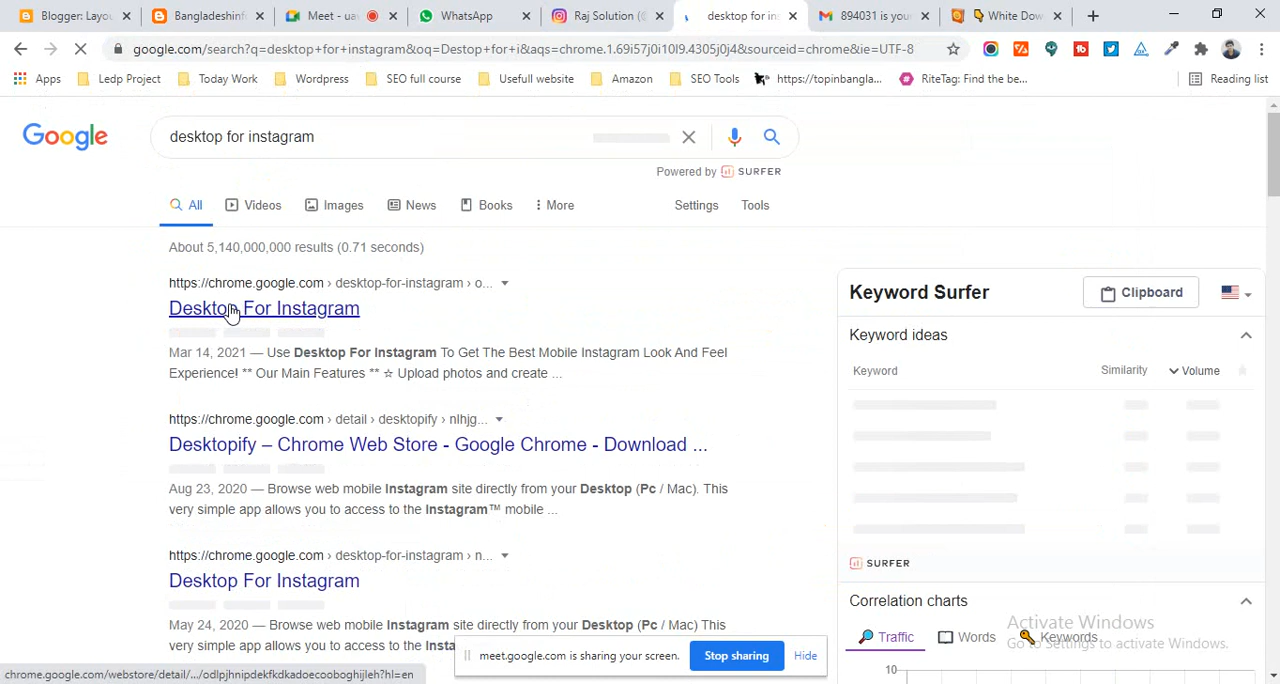 Blogger: Layou
Bangladeshinfo
Meet - uav
WhatsApp
Raj Solution (
desktop for ins
894031 is your
White Dow
google.com/search?q=desktop+for+instagram&oq=Destop+for+i&aqs=chrome.1.69i57j0i10l9.4305j0j4&sourceid=chrome&ie=UTF-8
Apps Ledp Project Today Work Wordpress SEO full course Usefull website Amazon SEO Tools https://topinbangla... RiteTag: Find the be... Reading list
Google
desktop for instagram
Powered by SURFER
All Videos Images News Books More Settings Tools
About 5,140,000,000 results (0.71 seconds)
https://chrome.google.com › desktop-for-instagram › o...
Desktop For Instagram
Mar 14, 2021 — Use Desktop For Instagram To Get The Best Mobile Instagram Look And Feel
Experience! ** Our Main Features ** ☆ Upload photos and create ...
https://chrome.google.com › detail › desktopify › nlhjg...
Desktopify – Chrome Web Store - Google Chrome - Download ...
Aug 23, 2020 — Browse web mobile Instagram site directly from your Desktop (Pc / Mac). This
very simple app allows you to access to the Instagram™ mobile ...
https://chrome.google.com › desktop-for-instagram › n...
Desktop For Instagram
May 24, 2020 — Browse web mobile Instagram site directly from your Desktop (Pc / Mac) This
very simple app allows you to access to the Insta
Keyword Surfer
Clipboard
Keyword ideas
Keyword Similarity Volume
SURFER
Correlation charts
Traffic Words Keywords
10
Activate Windows
Go to Settings to activate Windows.
meet.google.com is sharing your screen. Stop sharing Hide
chrome.google.com/webstore/detail/.../odlpjhnipdekfkdkadoecooboghijleh?hl=en